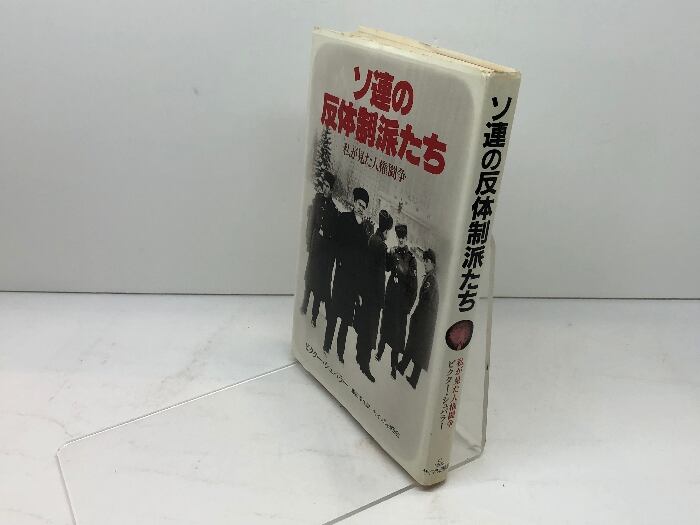 ソ連の
反体制派たち
私が見た人権闘争
ビクター・シュパラー
ソ連の反体制派たち
私が見た人権闘争
ビクター・シュパラー